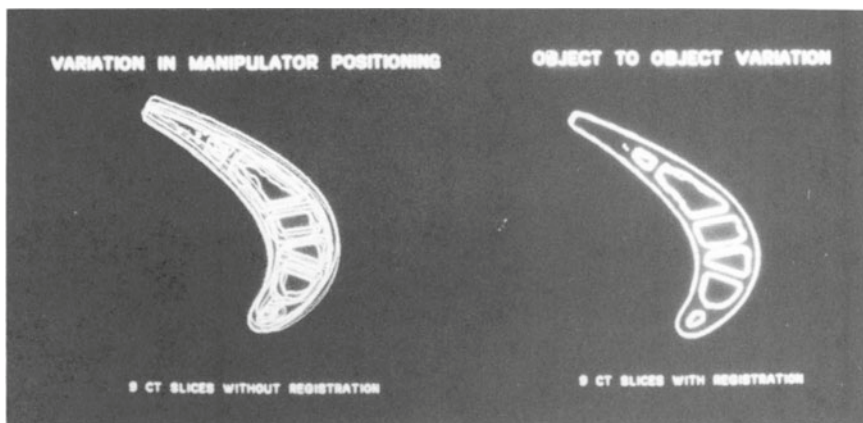 VARIATION IN MANIPULATOR POSITIONING
OBJECT TO OBJECT VARIATION
9 CT SLICES WITHOUT REGISTRATION
9 CT SLICES WITH REGISTRATION